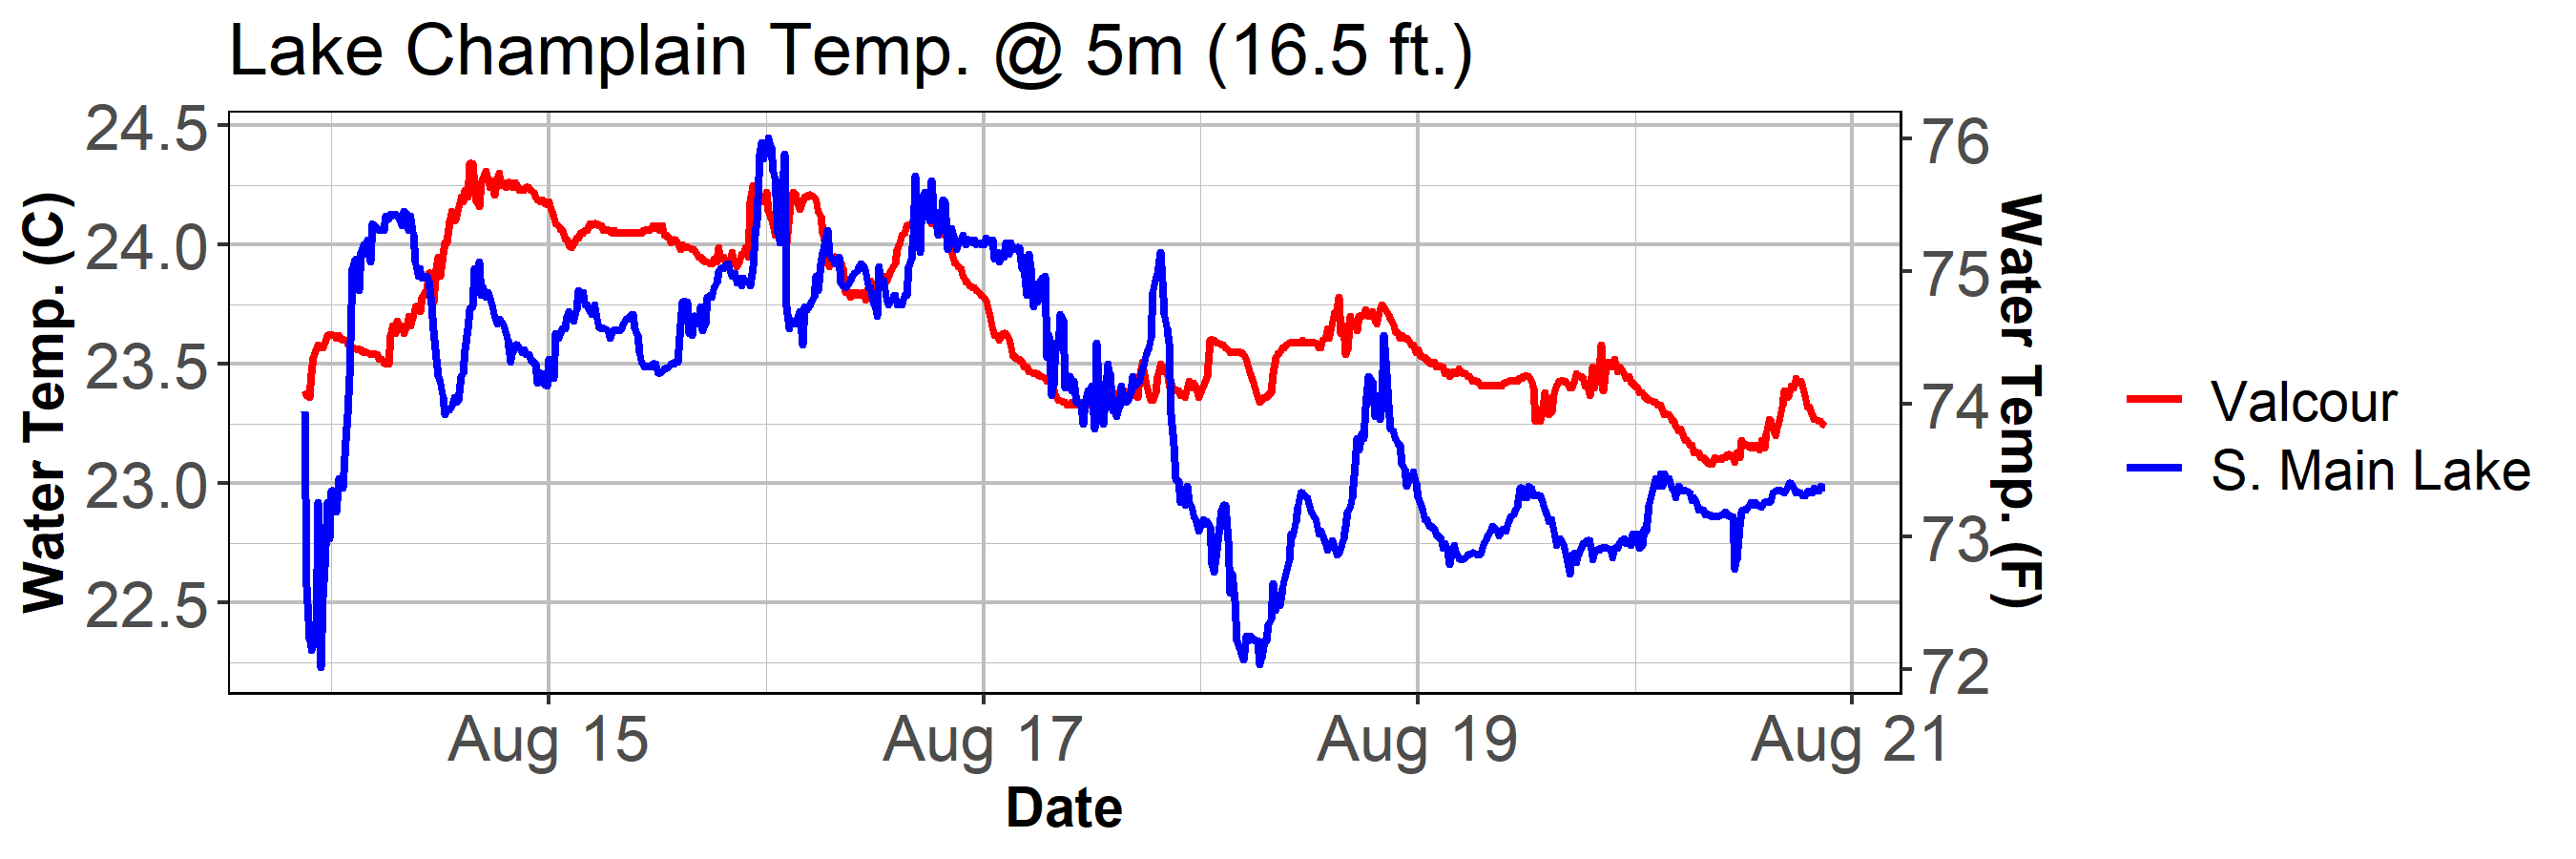 Lake Champlain Temp. @ 5m (16.5 ft.)
Water Temp. (C)
24.5
24.0
23.5
23.0
22.5
76
75
74
73
72
Water Temp. (F)
Aug 15
Aug 17
Aug 19
Aug 21
Date
Valcour
S. Main Lake